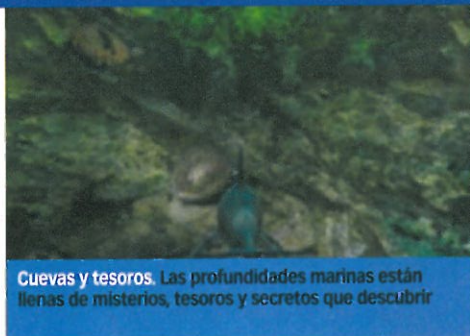 Cuevas y tesoros. Las profundidades marinas están
llenas de misterios, tesoros y secretos que descubrir